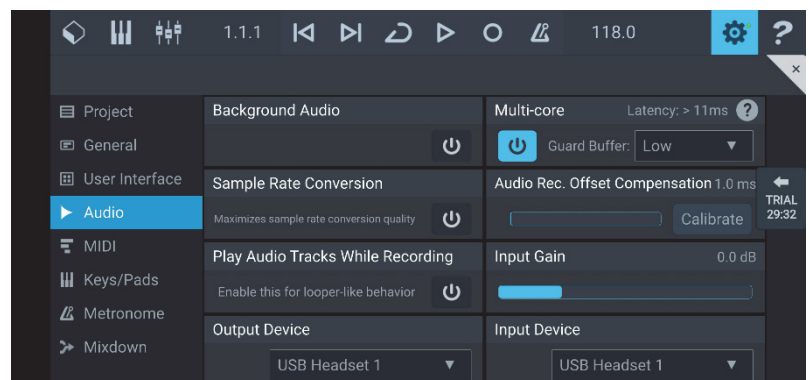 1.1.1 118.0 ?
×
Project
General
User Interface
Audio
MIDI
Keys/Pads
Metronome
Mixdown
Background Audio
Multi-core Latency: > 11ms ?
Guard Buffer: Low
Sample Rate Conversion
Maximizes sample rate conversion quality
Audio Rec. Offset Compensation 1.0 ms
Calibrate
Play Audio Tracks While Recording
Enable this for looper-like behavior
Input Gain 0.0 dB
Output Device
USB Headset 1
Input Device
USB Headset 1
TRIAL
29:32